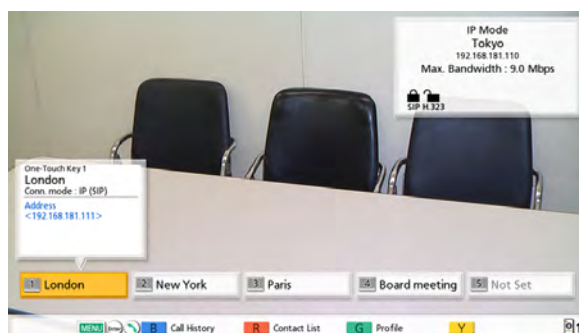 IP Mode
Tokyo
192.168.181.110
Max. Bandwidth : 9.0 Mbps
SIP H.323
One-Touch Key 1
London
Conn. mode : IP (SIP)
Address
<192.168.181.111>
1 London
2 New York
3 Paris
4 Board meeting
5 Not Set
MENU Enter B Call History R Contact List G Profile Y
1